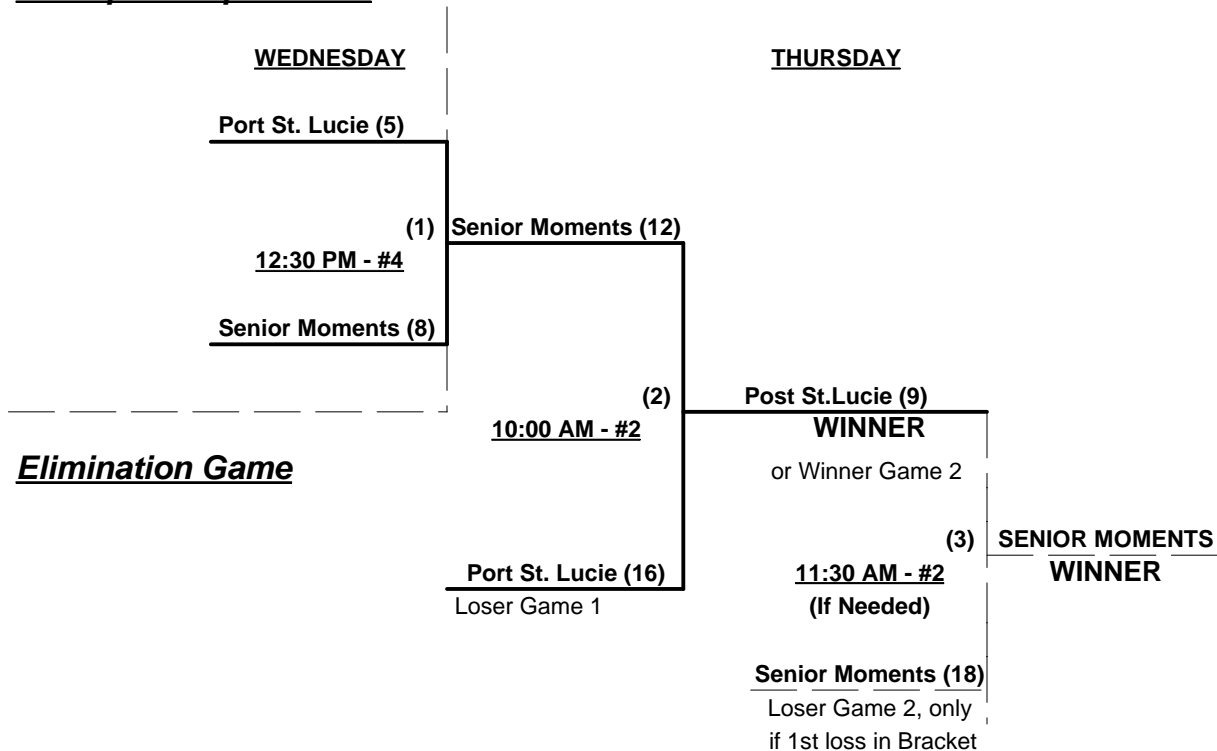 WEDNESDAY
THURSDAY
Port St. Lucie (5)
(1)
Senior Moments (12)
12:30 PM - #4
Senior Moments (8)
(2)
Post St.Lucie (9)
10:00 AM - #2
WINNER
Elimination Game
or Winner Game 2
(3)
SENIOR MOMENTS
Port St. Lucie (16)
11:30 AM - #2
WINNER
Loser Game 1
(If Needed)
Senior Moments (18)
Loser Game 2, only
if 1st loss in Bracket